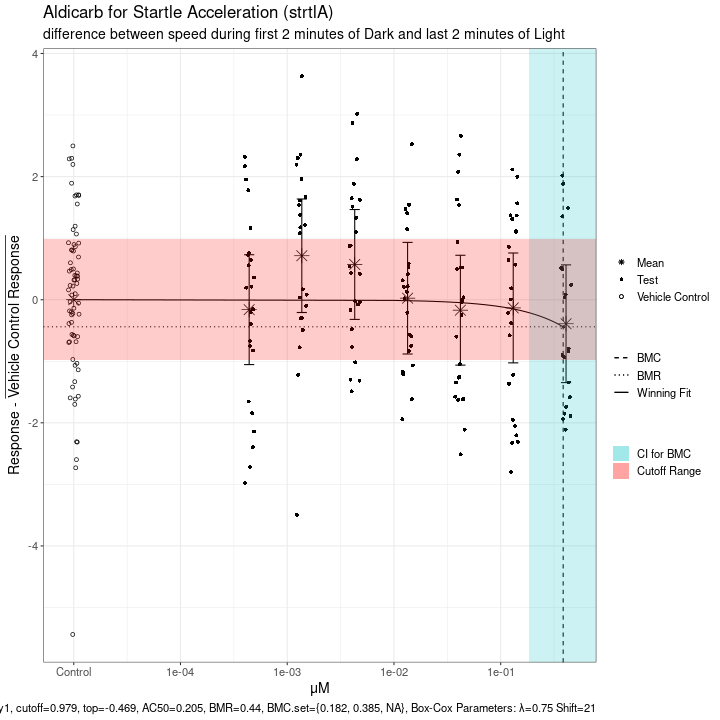 Aldicarb for Startle Acceleration (strtlA)
difference between speed during first 2 minutes of Dark and last 2 minutes of Light
4
2
0
-2
-4
Response - Vehicle Control Response
Control
1e-04
1e-03
1e-02
1e-01
µM
Mean
Test
Vehicle Control
BMC
BMR
Winning Fit
CI for BMC
Cutoff Range
y1, cutoff=0.979, top=-0.469, AC50=0.205, BMR=0.44, BMC.set={0.182, 0.385, NA}, Box-Cox Parameters: λ=0.75 Shift=21